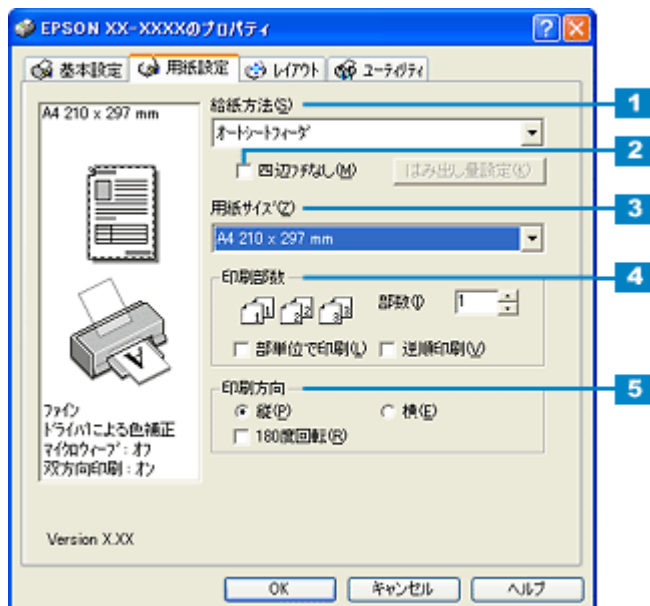 EPSON XX-XXXXのプロパティ
基本設定 用紙設定 レイアウト ユーティリティ
A4 210 x 297 mm
給紙方法(S)
1
オートシートフィーダ
2
四辺フチなし(M) はみ出し量設定(K)
用紙サイズ(Z)
3
A4 210 x 297 mm
印刷部数
4
1 1 2 2 3 3 部数(I) 1
部単位で印刷(L) 逆順印刷(V)
印刷方向
5
縦(P) 横(E)
180度回転(R)
A
ファイン
ドライバによる色補正
マイクロウィーブ : オフ
双方向印刷 : オン
Version X.XX
OK キャンセル ヘルプ